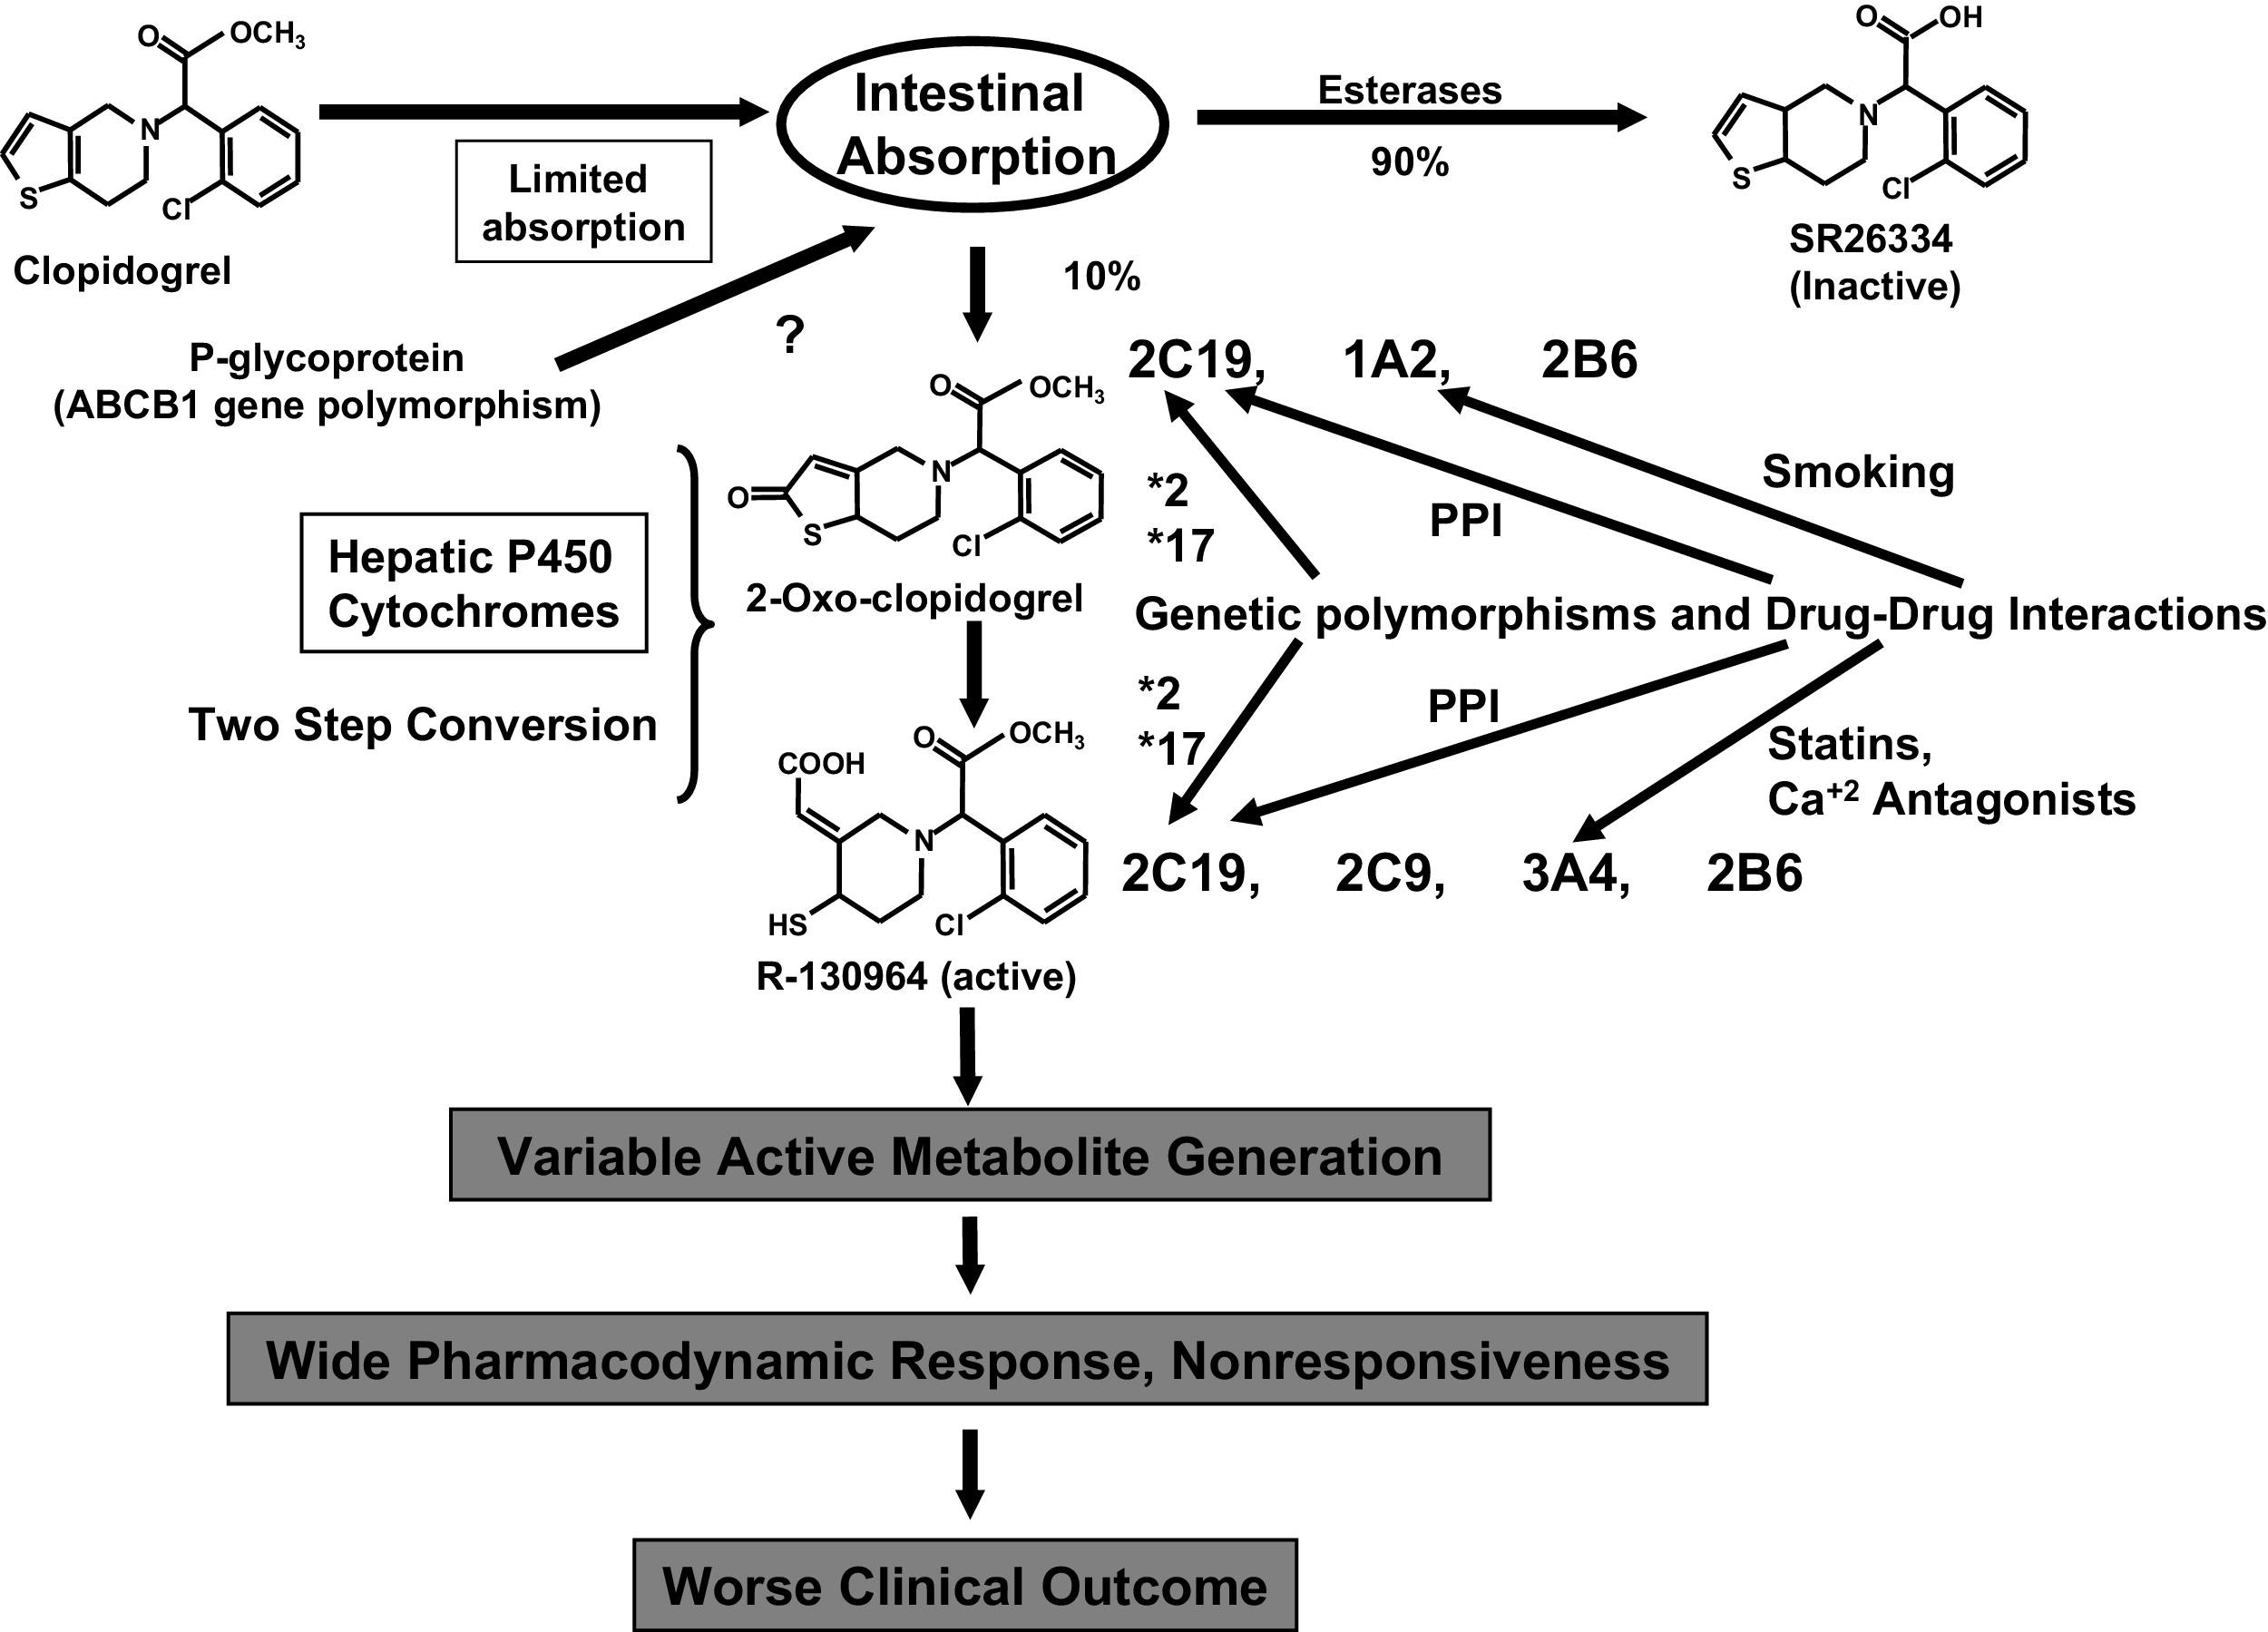 O OCH3
N
S Cl
Clopidogrel
Limited
absorption
Intestinal
Absorption
Esterases
90%
O OH
N
S Cl
SR26334
(Inactive)
P-glycoprotein
(ABCB1 gene polymorphism)
?
10%
2C19, 1A2, 2B6
O OCH3
N
O
S Cl
2-Oxo-clopidogrel
*2
*17
PPI
Smoking
Hepatic P450
Cytochromes
Two Step Conversion
Genetic polymorphisms and Drug-Drug Interactions
*2
*17
PPI
Statins,
Ca+2 Antagonists
O OCH3
COOH
N
HS Cl
R-130964 (active)
2C19, 2C9, 3A4, 2B6
Variable Active Metabolite Generation
Wide Pharmacodynamic Response, Nonresponsiveness
Worse Clinical Outcome